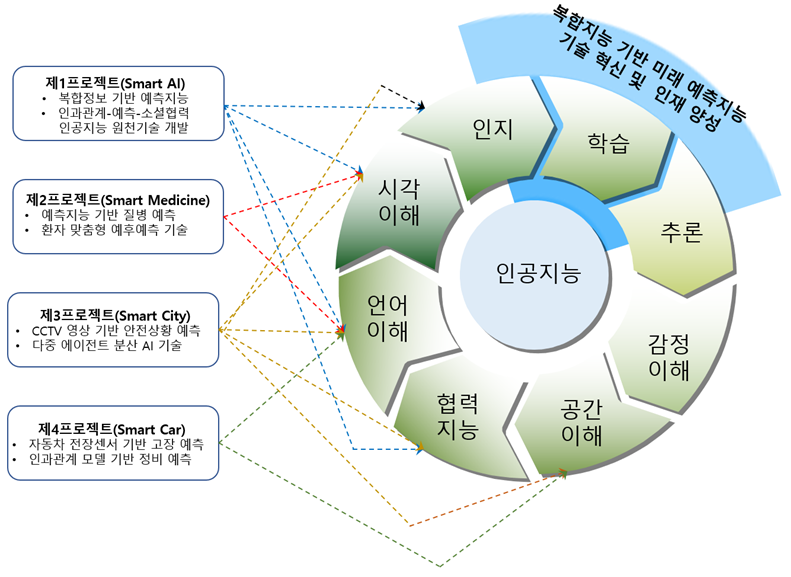 복합지능 기반 미래 예측지능
기술 혁신 및 인재 양성
제1프로젝트(Smart AI)
• 복합정보 기반 예측지능
• 인과관계-예측-소셜협력
인공지능 원천기술 개발
제2프로젝트(Smart Medicine)
• 예측지능 기반 질병 예측
• 환자 맞춤형 예후예측 기술
제3프로젝트(Smart City)
• CCTV 영상 기반 안전상황 예측
• 다중 에이전트 분산 AI 기술
제4프로젝트(Smart Car)
• 자동차 전장센서 기반 고장 예측
• 인과관계 모델 기반 정비 예측
인지
학습
추론
감정
이해
공간
이해
협력
지능
언어
이해
시각
이해
인공지능